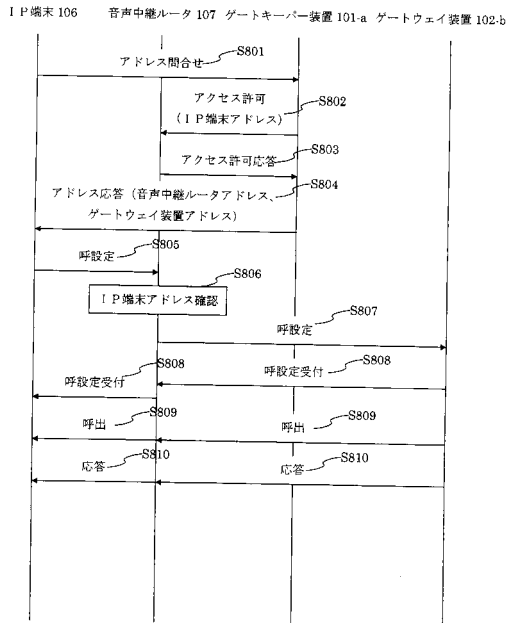 ＩＰ端末 106 音声中継ルータ 107 ゲートキーパー装置 101-a ゲートウェイ装置 102-b
S801
アドレス問合せ
アクセス許可
S802
（ＩＰ端末アドレス）
S803
アクセス許可応答
S804
アドレス応答（音声中継ルータアドレス、
ゲートウェイ装置アドレス）
S805
呼設定
S806
ＩＰ端末アドレス確認
S807
呼設定
S808
呼設定受付
S808
呼設定受付
S809
呼出
S809
呼出
S810
応答
S810
応答